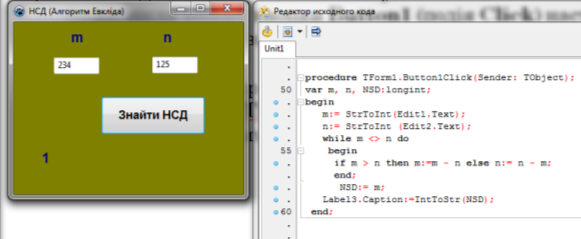 НСД (Алгоритм Евкліда)
m n
234 125
Знайти НСД
1
Button1
Click
Редактор исходного кода
Unit1
procedure TForm1.Button1Click(Sender: TObject);
50 var m, n, NSD:longint;
begin
m:= StrToInt(Edit1.Text);
n:= StrToInt (Edit2.Text);
while m <> n do
55 begin
if m > n then m:=m - n else n:= n - m;
end;
NSD:= m;
Label3.Caption:=IntToStr(NSD);
60 end;